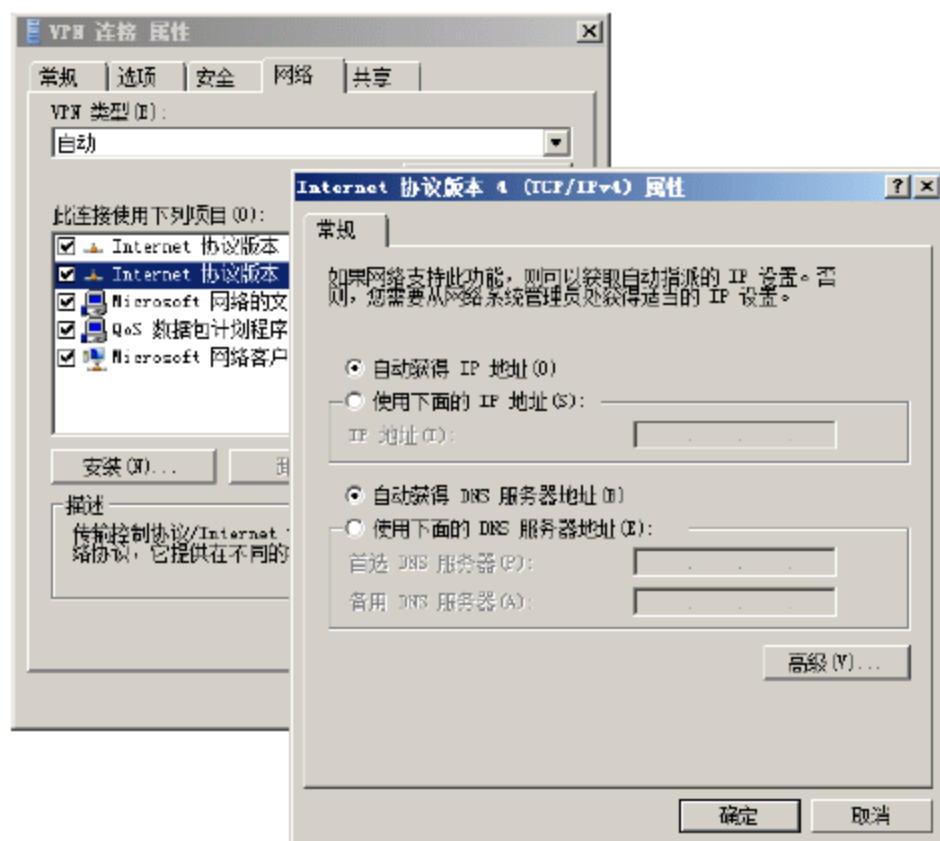 VPN 连接 属性
常规 选项 安全 网络 共享
VPN 类型(E):
自动
此连接使用下列项目(O):
Internet 协议版本
Internet 协议版本
Microsoft 网络的文
QoS 数据包计划程序
Microsoft 网络客户
安装(N)...
描述
传输控制协议/Internet
络协议，它提供在不同的
Internet 协议版本 4 (TCP/IPv4) 属性
常规
如果网络支持此功能，则可以获取自动指派的 IP 设置。否
则，您需要从网络系统管理员处获得适当的 IP 设置。
自动获得 IP 地址(O)
使用下面的 IP 地址(S):
IP 地址(I):
自动获得 DNS 服务器地址(B)
使用下面的 DNS 服务器地址(E):
首选 DNS 服务器(P):
备用 DNS 服务器(A):
高级(V)...
确定 取消